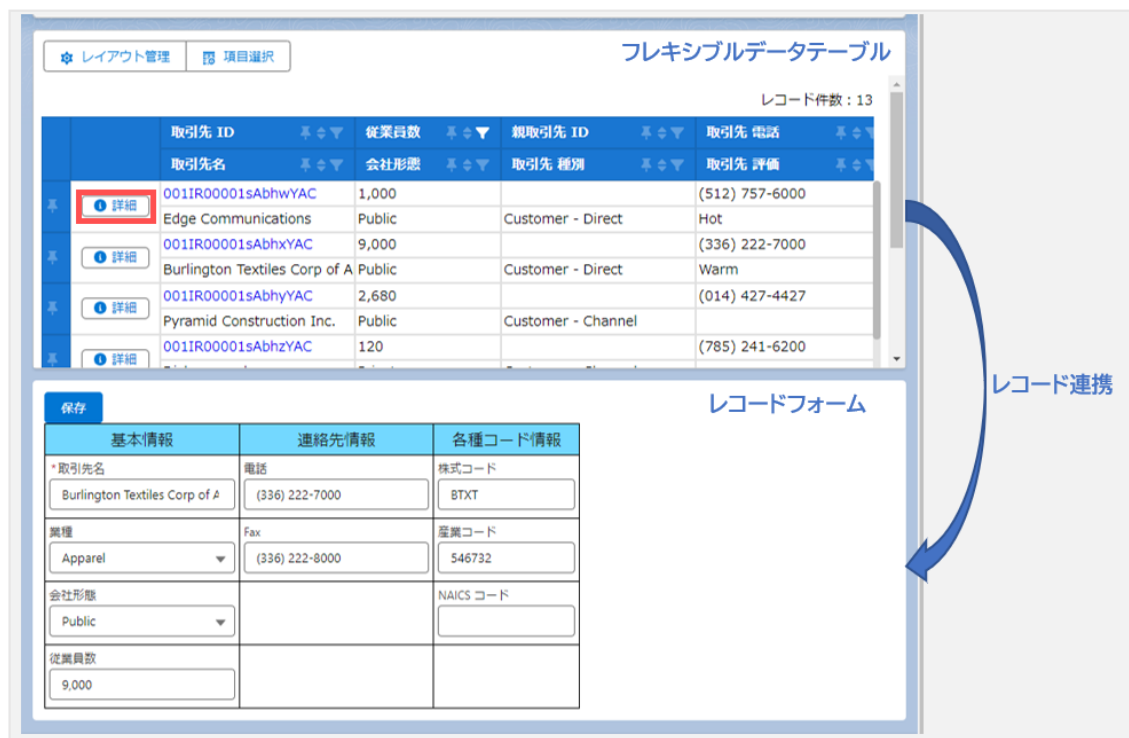 レイアウト管理 項目選択 フレキシブルデータテーブル
レコード件数：13
取引先 ID 従業員数 親取引先 ID 取引先 電話
取引先名 会社形態 取引先 種別 取引先 評価
詳細 001IR00001sAbhwYAC 1,000 (512) 757-6000
Edge Communications Public Customer - Direct Hot
詳細 001IR00001sAbhxYAC 9,000 (336) 222-7000
Burlington Textiles Corp of A Public Customer - Direct Warm
詳細 001IR00001sAbhyYAC 2,680 (014) 427-4427
Pyramid Construction Inc. Public Customer - Channel
詳細 001IR00001sAbhzYAC 120 (785) 241-6200
レコード連携
保存 レコードフォーム
基本情報 連絡先情報 各種コード情報
*取引先名 電話 株式コード
Burlington Textiles Corp of A (336) 222-7000 BTXT
業種 Fax 産業コード
Apparel (336) 222-8000 546732
会社形態 NAICS コード
Public
従業員数
9,000